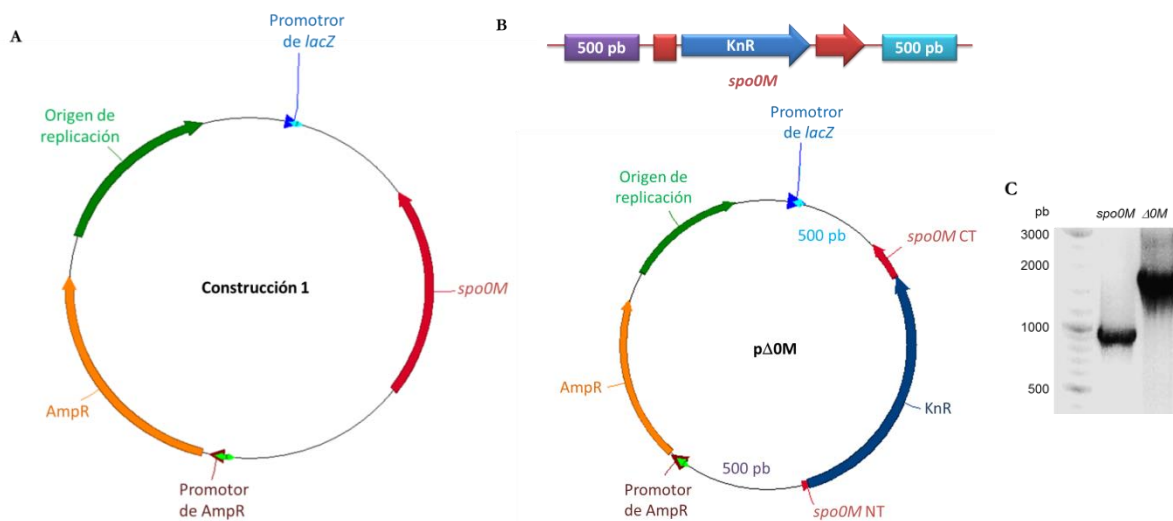 A
Promotror
de lacZ
Origen de
replicación
Construcción 1
spo0M
AmpR
Promotor
de AmpR
B
500 pb
KnR
500 pb
spo0M
Promotror
de lacZ
Origen de
replicación
500 pb
spo0M CT
p∆0M
AmpR
KnR
500 pb
Promotor
de AmpR
spo0M NT
C
pb spo0M ∆0M
3000
2000
1000
500